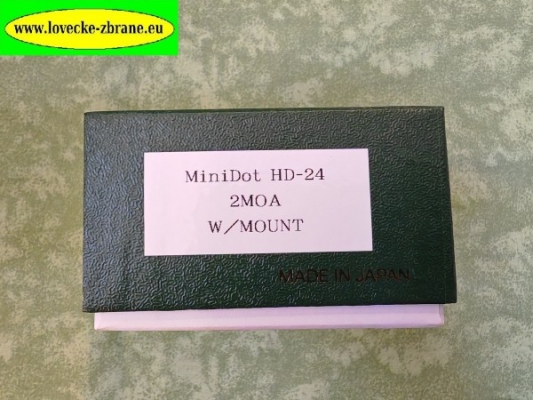 www.lovecke-zbrane.eu
MiniDot HD-24
2MOA
W/MOUNT
MADE IN JAPAN